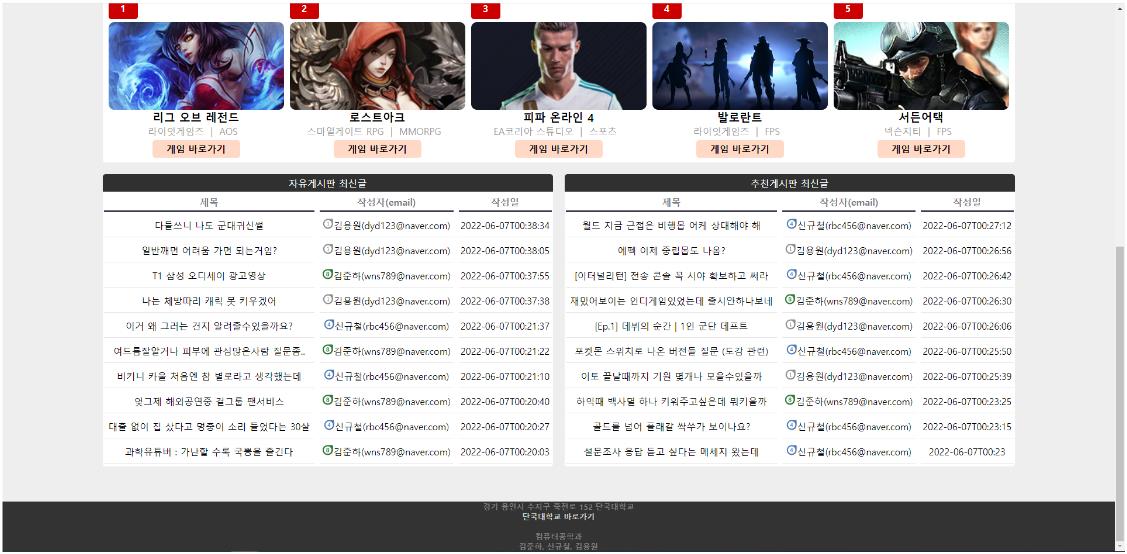 1 2 3 4 5
리그 오브 레전드 로스트아크 피파 온라인 4 발로란트 서든어택
라이엇게임즈 | AOS 스마일게이트 RPG | MMORPG EA코리아 스튜디오 | 스포츠 라이엇게임즈 | FPS 넥슨지티 | FPS
게임 바로가기 게임 바로가기 게임 바로가기 게임 바로가기 게임 바로가기
자유게시판 최신글
제목 작성자(email) 작성일
다들쓰니 나도 군대귀신썰 김용원(dyd123@naver.com) 2022-06-07T00:38:34
일반깨면 어려움 가면 되는거임? 김용원(dyd123@naver.com) 2022-06-07T00:38:05
T1 삼성 오디세이 광고영상 김준하(wns789@naver.com) 2022-06-07T00:37:55
나는 체방따리 캐릭 못 키우겠어 김용원(dyd123@naver.com) 2022-06-07T00:37:38
이거 왜 그러는 건지 알려줄수있을까요? 신규철(rbc456@naver.com) 2022-06-07T00:21:37
여드름잘알거나 피부에 관심많은사람 질문좀.. 김준하(wns789@naver.com) 2022-06-07T00:21:22
비키니 카울 처음엔 참 별로라고 생각했는데 신규철(rbc456@naver.com) 2022-06-07T00:21:10
엊그제 해외공연중 걸그룹 팬서비스 김준하(wns789@naver.com) 2022-06-07T00:20:40
대출 없이 집 샀다고 멍청이 소리 들었다는 30살 신규철(rbc456@naver.com) 2022-06-07T00:20:27
과학유튜버 : 가난할 수록 국뽕을 즐긴다 김준하(wns789@naver.com) 2022-06-07T00:20:03
추천게시판 최신글
제목 작성자(email) 작성일
월드 지금 근접은 비행몹 어케 상대해야 해 신규철(rbc456@naver.com) 2022-06-07T00:27:12
에펙 이제 중립몹도 나옴? 김용원(dyd123@naver.com) 2022-06-07T00:26:56
[이터널리턴] 전송 콘솔 꼭 시야 확보하고 써라 신규철(rbc456@naver.com) 2022-06-07T00:26:42
재밌어보이는 인디게임있었는데 출시안하나보네 김준하(wns789@naver.com) 2022-06-07T00:26:30
[Ep.1] 데뷔의 순간 | 1인 군단 데프트 김용원(dyd123@naver.com) 2022-06-07T00:26:06
포켓몬 스위치로 나온 버전들 질문 (도감 관련) 신규철(rbc456@naver.com) 2022-06-07T00:25:50
이토 끝날때까지 기원 몇개나 모을수있을까 김용원(dyd123@naver.com) 2022-06-07T00:25:39
하익때 백사멸 하나 키워주고싶은데 뭐키울까 김준하(wns789@naver.com) 2022-06-07T00:23:25
골드를 넘어 플래갈 싹쑤가 보이나요? 신규철(rbc456@naver.com) 2022-06-07T00:23:15
설문조사 응답 듣고 싶다는 메세지 왔는데 신규철(rbc456@naver.com) 2022-06-07T00:23
경기 용인시 수지구 죽전로 152 단국대학교
단국대학교 바로가기
컴퓨터공학과
김준하, 신규철, 김용원